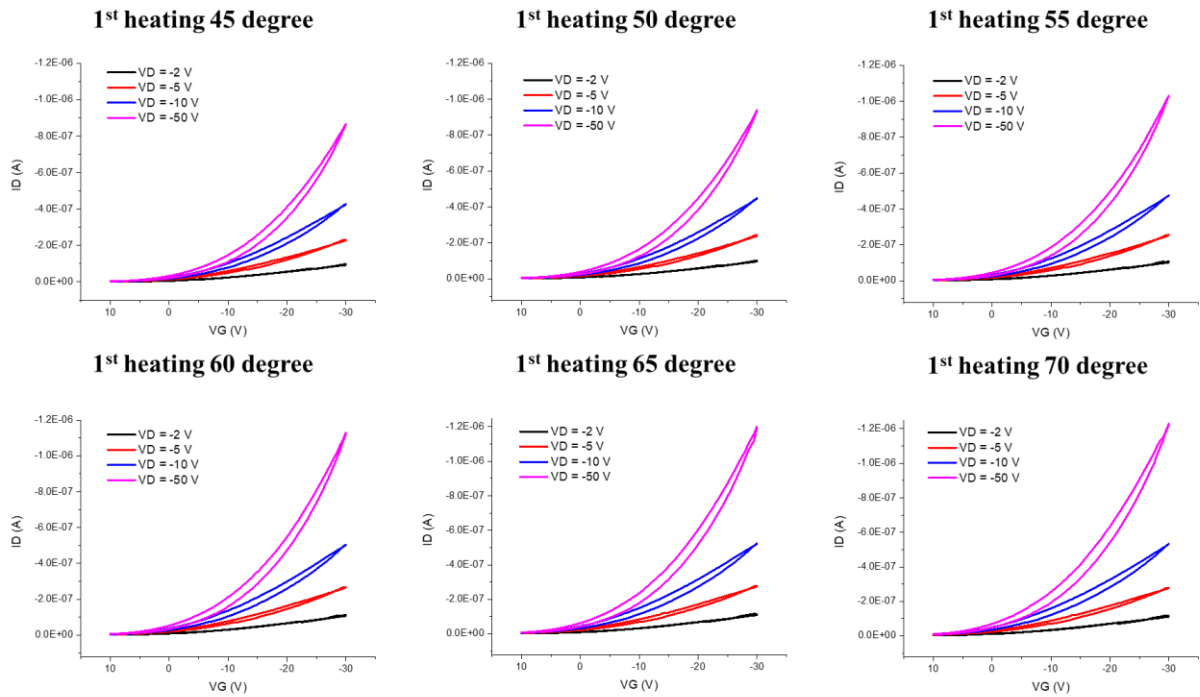 1st heating 45 degree
1st heating 50 degree
1st heating 55 degree
-1.2E-06
-1.0E-06
-8.0E-07
-6.0E-07
-4.0E-07
-2.0E-07
0.0E+00
ID (A)
VD = -2 V
VD = -5 V
VD = -10 V
VD = -50 V
10
0
-10
-20
-30
VG (V)
-1.2E-06
-1.0E-06
-8.0E-07
-6.0E-07
-4.0E-07
-2.0E-07
0.0E+00
ID (A)
VD = -2 V
VD = -5 V
VD = -10 V
VD = -50 V
10
0
-10
-20
-30
VG (V)
-1.2E-06
-1.0E-06
-8.0E-07
-6.0E-07
-4.0E-07
-2.0E-07
0.0E+00
ID (A)
VD = -2 V
VD = -5 V
VD = -10 V
VD = -50 V
10
0
-10
-20
-30
VG (V)
1st heating 60 degree
1st heating 65 degree
1st heating 70 degree
-1.2E-06
-1.0E-06
-8.0E-07
-6.0E-07
-4.0E-07
-2.0E-07
0.0E+00
ID (A)
VD = -2 V
VD = -5 V
VD = -10 V
VD = -50 V
10
0
-10
-20
-30
VG (V)
-1.2E-06
-1.0E-06
-8.0E-07
-6.0E-07
-4.0E-07
-2.0E-07
0.0E+00
ID (A)
VD = -2 V
VD = -5 V
VD = -10 V
VD = -50 V
10
0
-10
-20
-30
VG (V)
-1.2E-06
-1.0E-06
-8.0E-07
-6.0E-07
-4.0E-07
-2.0E-07
0.0E+00
ID (A)
VD = -2 V
VD = -5 V
VD = -10 V
VD = -50 V
10
0
-10
-20
-30
VG (V)